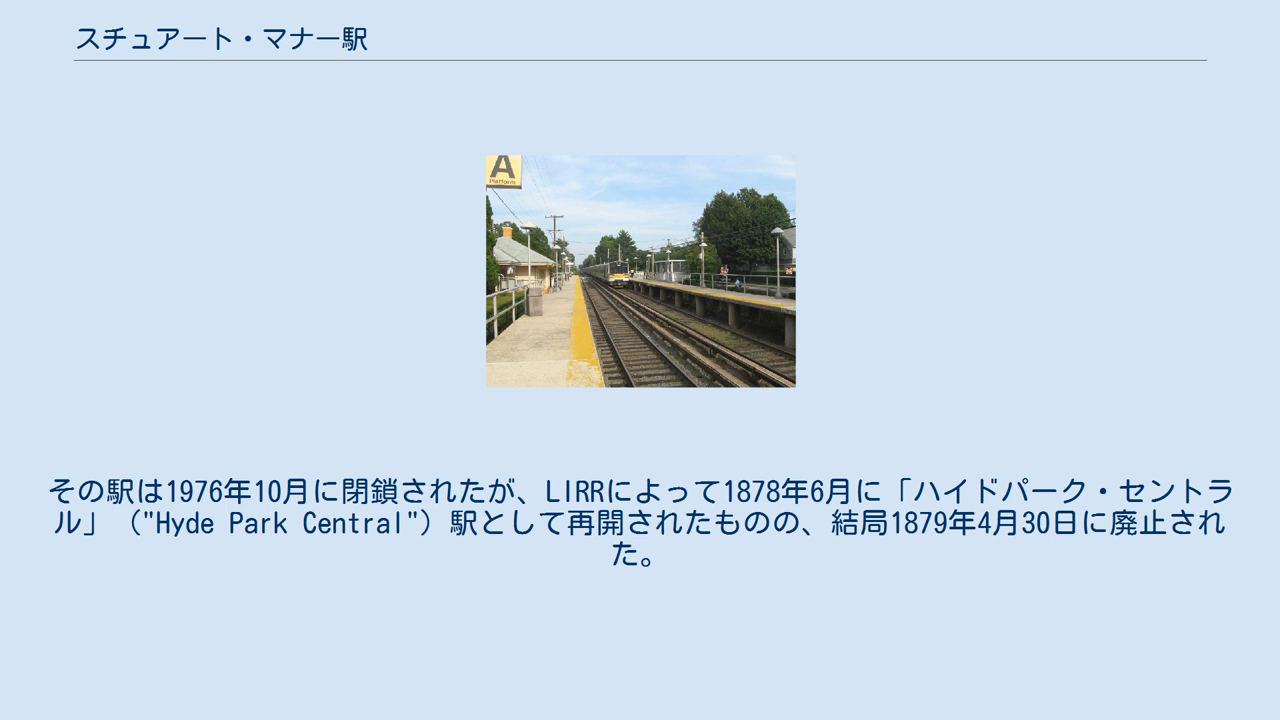 スチュアート・マナー駅
A
Platform
その駅は1976年10月に閉鎖されたが、LIRRによって1878年6月に「ハイドパーク・セントラ
ル」（"Hyde Park Central"）駅として再開されたものの、結局1879年4月30日に廃止され
た。